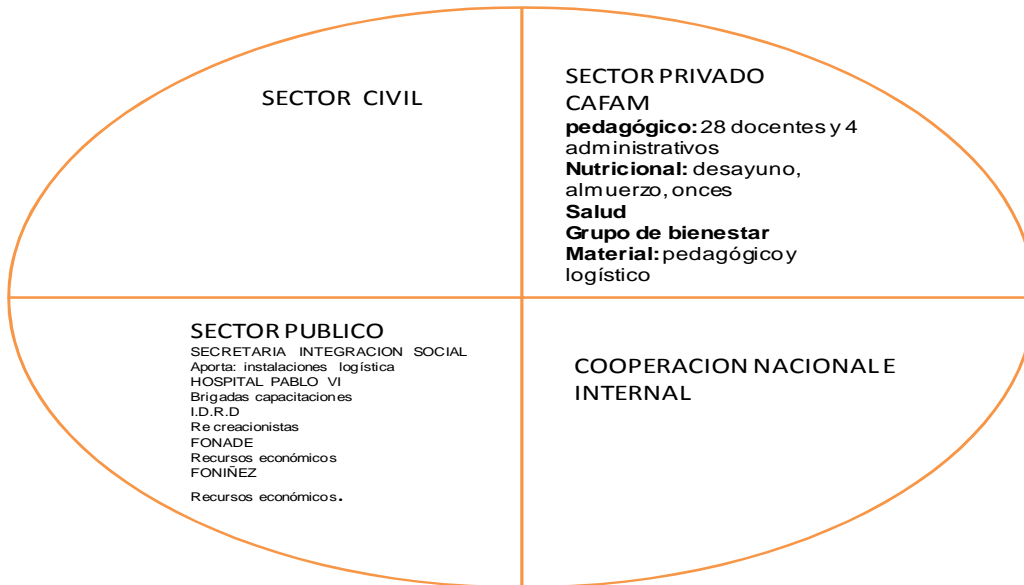 SECTOR CIVIL
SECTOR PRIVADO
CAFAM
pedagógico: 28 docentes y 4
administrativos
Nutricional: desayuno,
almuerzo, onces
Salud
Grupo de bienestar
Material: pedagógico y
logístico
SECTOR PUBLICO
SECRETARIA INTEGRACION SOCIAL
Aporta: instalaciones logística
HOSPITAL PABLO VI
Brigadas capacitaciones
I.D.R.D
Re creacionistas
FONADE
Recursos económicos
FONIÑEZ
Recursos económicos.
COOPERACION NACIONAL E
INTERNAL